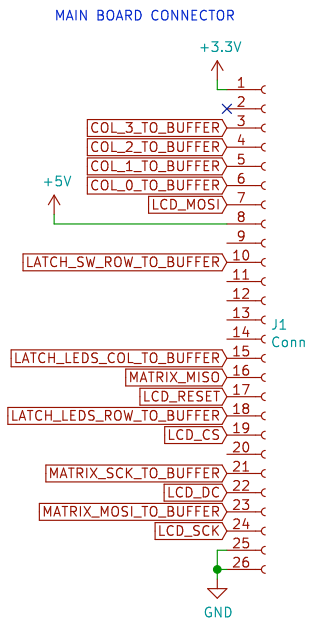 MAIN BOARD CONNECTOR
+3.3V
1
2
COL_3_TO_BUFFER 3
COL_2_TO_BUFFER 4
COL_1_TO_BUFFER 5
COL_0_TO_BUFFER 6
LCD_MOSI 7
+5V
8
9
LATCH_SW_ROW_TO_BUFFER 10
11
12
13
J1
14
Conn
LATCH_LEDS_COL_TO_BUFFER 15
MATRIX_MISO 16
LCD_RESET 17
LATCH_LEDS_ROW_TO_BUFFER 18
LCD_CS 19
20
MATRIX_SCK_TO_BUFFER 21
LCD_DC 22
MATRIX_MOSI_TO_BUFFER 23
LCD_SCK 24
25
26
GND